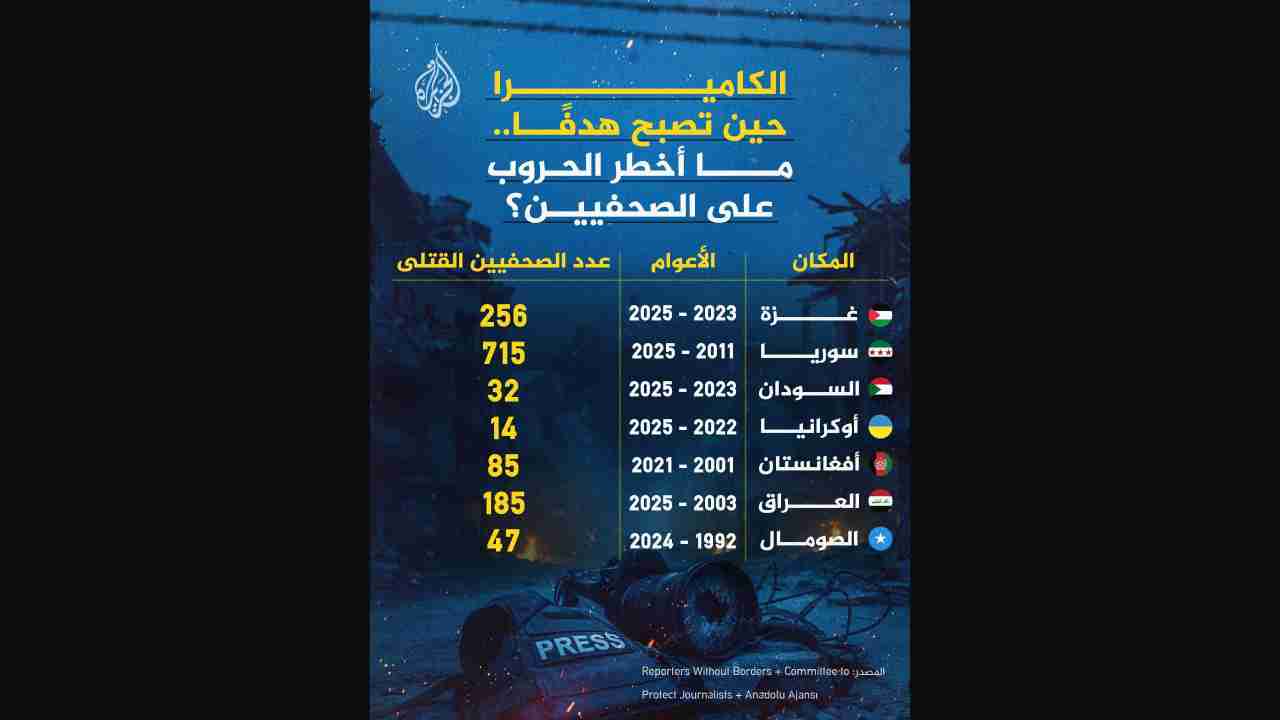 الجزيرة
الكاميرا
حين تصبح هدفًا..
ما أخطر الحروب
على الصحفيين؟
المكان الأعوام عدد الصحفيين القتلى
غزة 2023 - 2025 256
سوريا 2011 - 2025 715
السودان 2023 - 2025 32
أوكرانيا 2022 - 2025 14
أفغانستان 2001 - 2021 85
العراق 2003 - 2025 185
الصومال 1992 - 2024 47
PRESS
المصدر: Reporters Without Borders + Committee to
Protect Journalists + Anadolu Ajansı